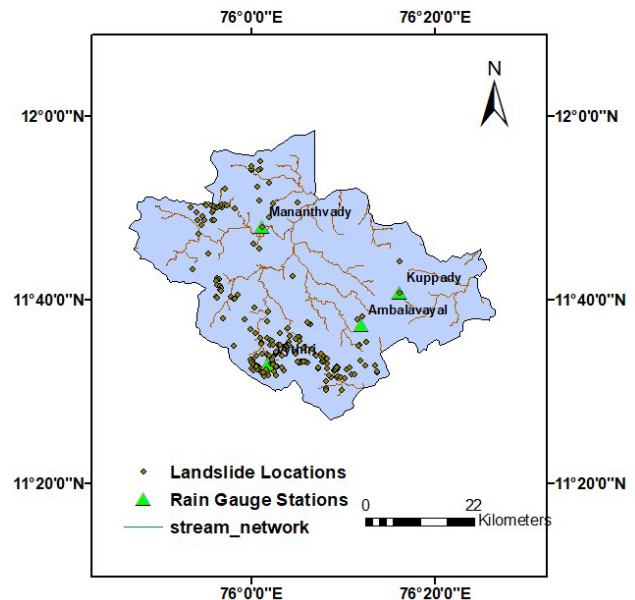 76°0'0"E 76°20'0"E
N
12°0'0"N 12°0'0"N
Mananthvady
Kuppady
11°40'0"N 11°40'0"N
Ambalavayal
Vythiri
11°20'0"N 11°20'0"N
Landslide Locations
Rain Gauge Stations
stream_network
0 22
Kilometers
76°0'0"E 76°20'0"E